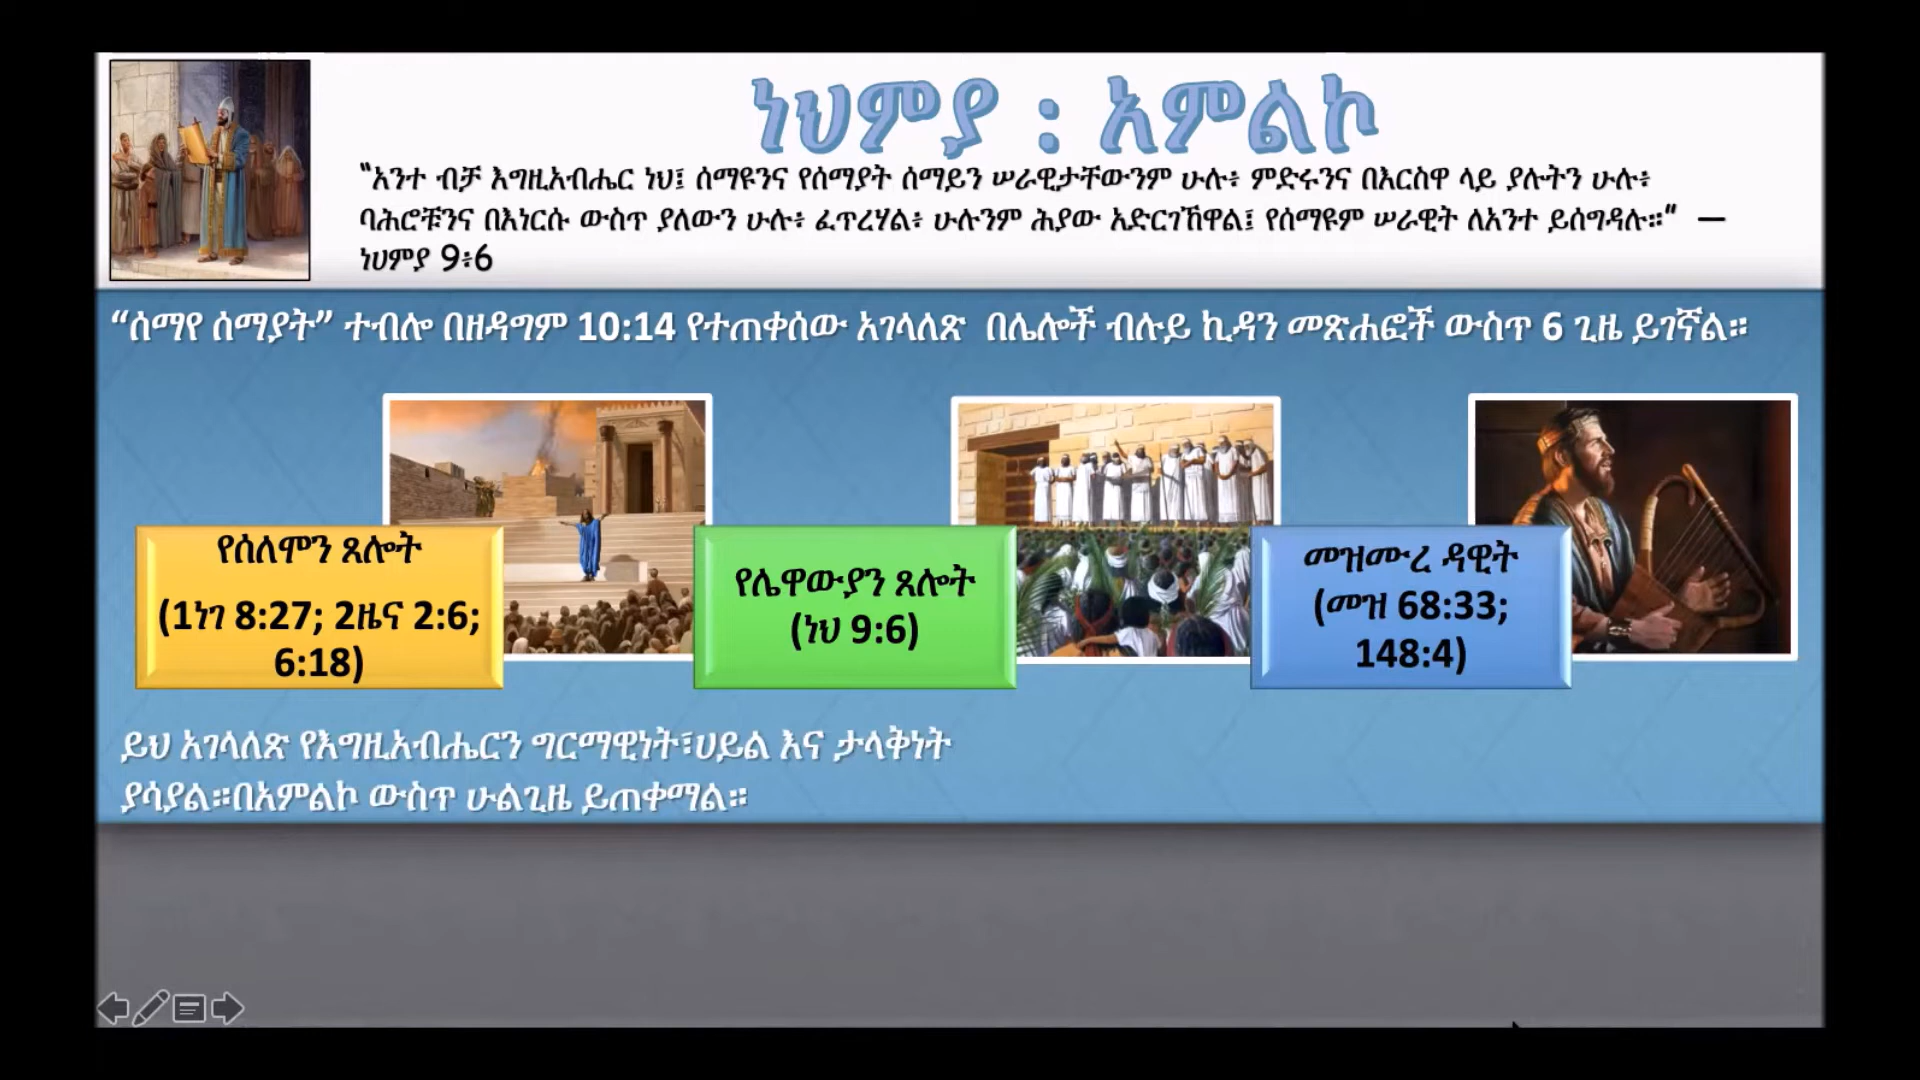 ነህምያ : አምልኮ
“አንተ ብቻ እግዚአብሔር ነህ፤ ሰማዩንና የሰማያት ሰማይን ሠራዊታቸውንም ሁሉ፥ ምድሩንና በእርስዋ ላይ ያሉትን ሁሉ፥
ባሕሮቹንና በእነርሱ ውስጥ ያለውን ሁሉ፥ ፈጥረሃል፥ ሁሉንም ሕያው አድርገኸዋል፤ የሰማዩም ሠራዊት ለአንተ ይሰግዳሉ።” —
ነህምያ 9፥6
“ሰማየ ሰማያት” ተብሎ በዘዳግም 10:14 የተጠቀሰው አገላለጽ በሌሎች ብሉይ ኪዳን መጽሐፎች ውስጥ 6 ጊዜ ይገኛል።
የሰለሞን ጸሎት
(1ነገ 8:27; 2ዜና 2:6;
6:18)
የሌዋውያን ጸሎት
(ነህ 9:6)
መዝሙረ ዳዊት
(መዝ 68:33;
148:4)
ይህ አገላለጽ የእግዚአብሔርን ግርማዊነት፣ሀይል እና ታላቅነት
ያሳያል።በአምልኮ ውስጥ ሁልጊዜ ይጠቀማል።